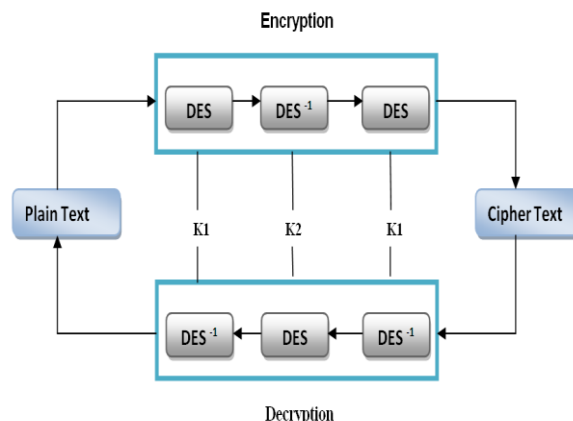 Encryption
DES DES -1 DES
Plain Text K1 K2 K1 Cipher Text
DES -1 DES DES -1
Decryption